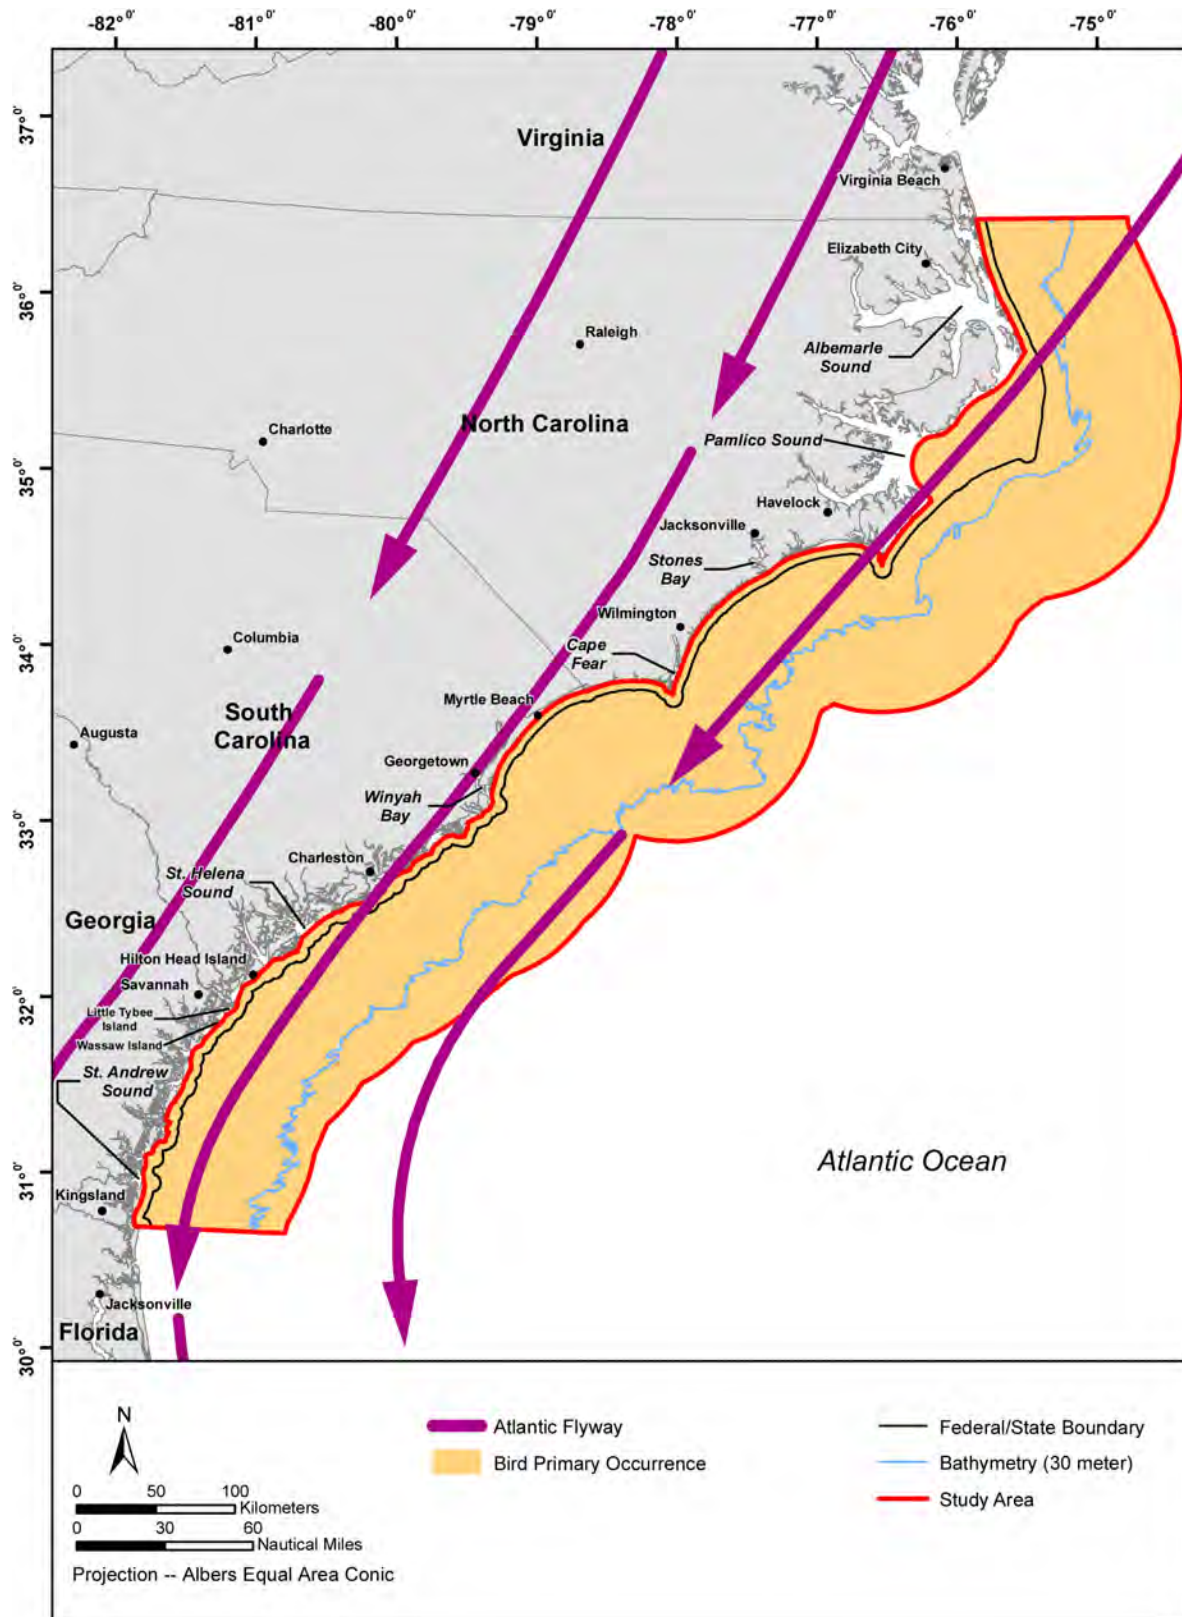 -82°0' -81°0' -80°0' -79°0' -78°0' -77°0' -76°0' -75°0'
37°0'
Virginia
Virginia Beach
Elizabeth City
36°0'
Raleigh
Albemarle
Sound
North Carolina
Charlotte
Pamlico Sound
35°0'
Havelock
Jacksonville
Stones
Bay
Wilmington
34°0'
Columbia
Cape
Fear
Myrtle Beach
South
Carolina
Augusta
Georgetown
Winyah
Bay
33°0'
Charleston
St. Helena
Sound
Georgia
Hilton Head Island
Savannah
32°0'
Little Tybee
Island
Wassaw Island
St. Andrew
Sound
Atlantic Ocean
31°0'
Kingsland
Jacksonville
Florida
30°0'
N
0 50 100
Kilometers
0 30 60
Nautical Miles
Projection -- Albers Equal Area Conic
Atlantic Flyway
Bird Primary Occurrence
Federal/State Boundary
Bathymetry (30 meter)
Study Area